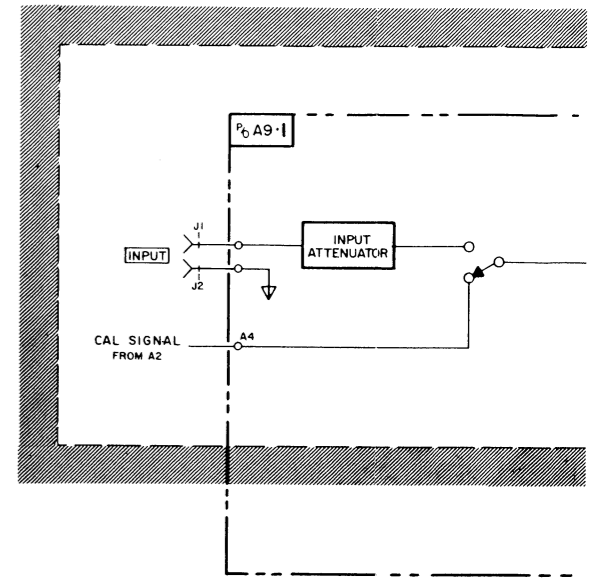 P/O A9-1
J1
INPUT
J2
INPUT
ATTENUATOR
CAL SIGNAL
FROM A2
A4